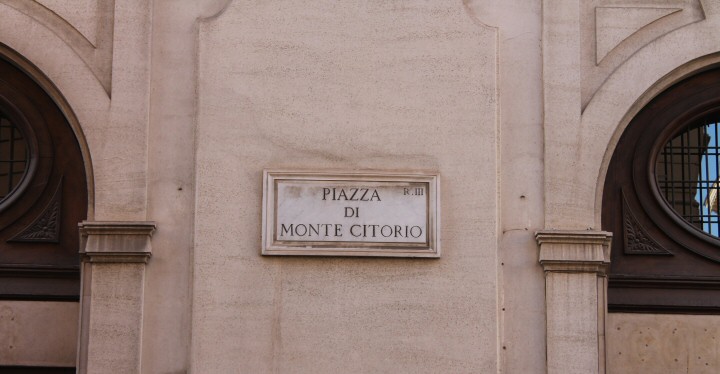 PIAZZA R. III
DI
MONTE CITORIO